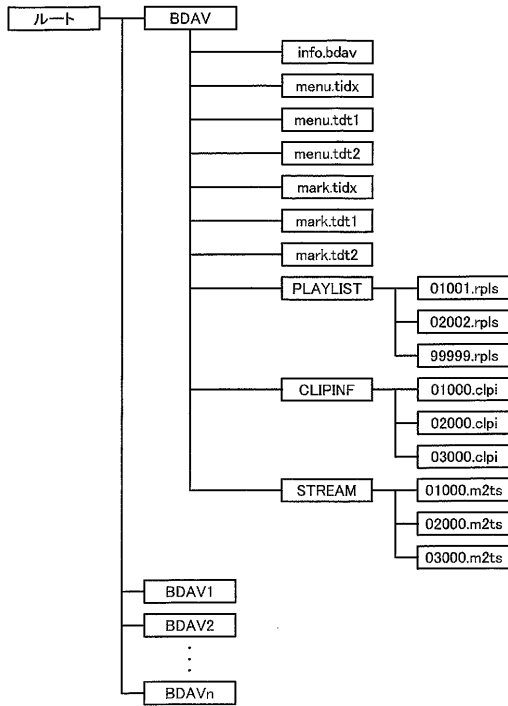 ルート
BDAV
info.bdav
menu.tidx
menu.tdt1
menu.tdt2
mark.tidx
mark.tdt1
mark.tdt2
PLAYLIST
01001.rpls
02002.rpls
99999.rpls
CLIPINF
01000.clpi
02000.clpi
03000.clpi
STREAM
01000.m2ts
02000.m2ts
03000.m2ts
BDAV1
BDAV2
BDAVn